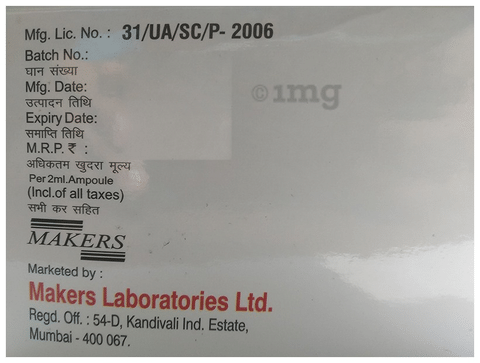 Mfg. Lic. No. : 31/UA/SC/P- 2006
Batch No.:
घान संख्या
Mfg. Date:
उत्पादन तिथि
©1mg
Expiry Date:
समाप्ति तिथि
M.R.P. ₹ :
अधिकतम खुदरा मूल्य
Per 2ml. Ampoule
(Incl.of all taxes)
सभी कर सहित
MAKERS
Marketed by :
Makers Laboratories Ltd.
Regd. Off. : 54-D, Kandivali Ind. Estate,
Mumbai - 400 067.